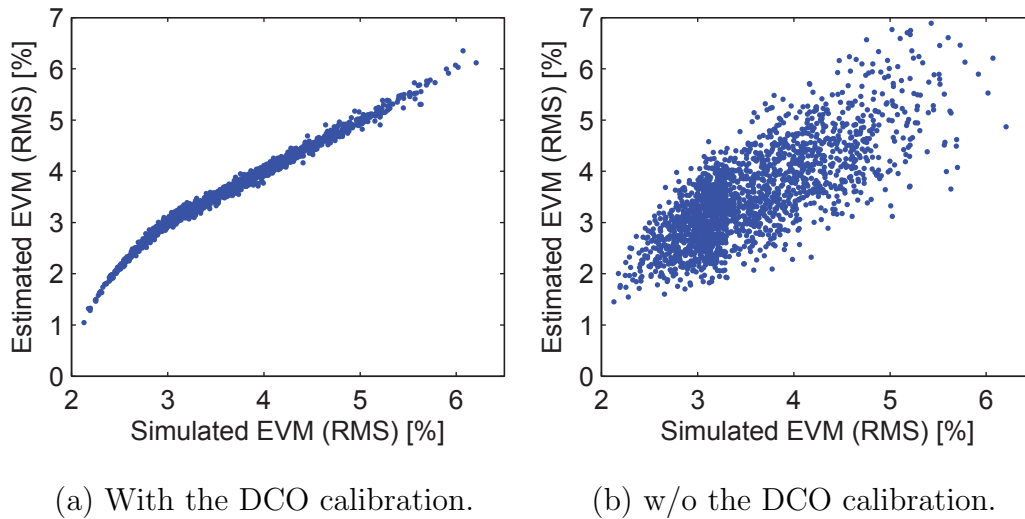 7
6
5
4
3
2
1
0
2 3 4 5 6
Estimated EVM (RMS) [%]
Simulated EVM (RMS) [%]
(a) With the DCO calibration.
7
6
5
4
3
2
1
0
2 3 4 5 6
Estimated EVM (RMS) [%]
Simulated EVM (RMS) [%]
(b) w/o the DCO calibration.